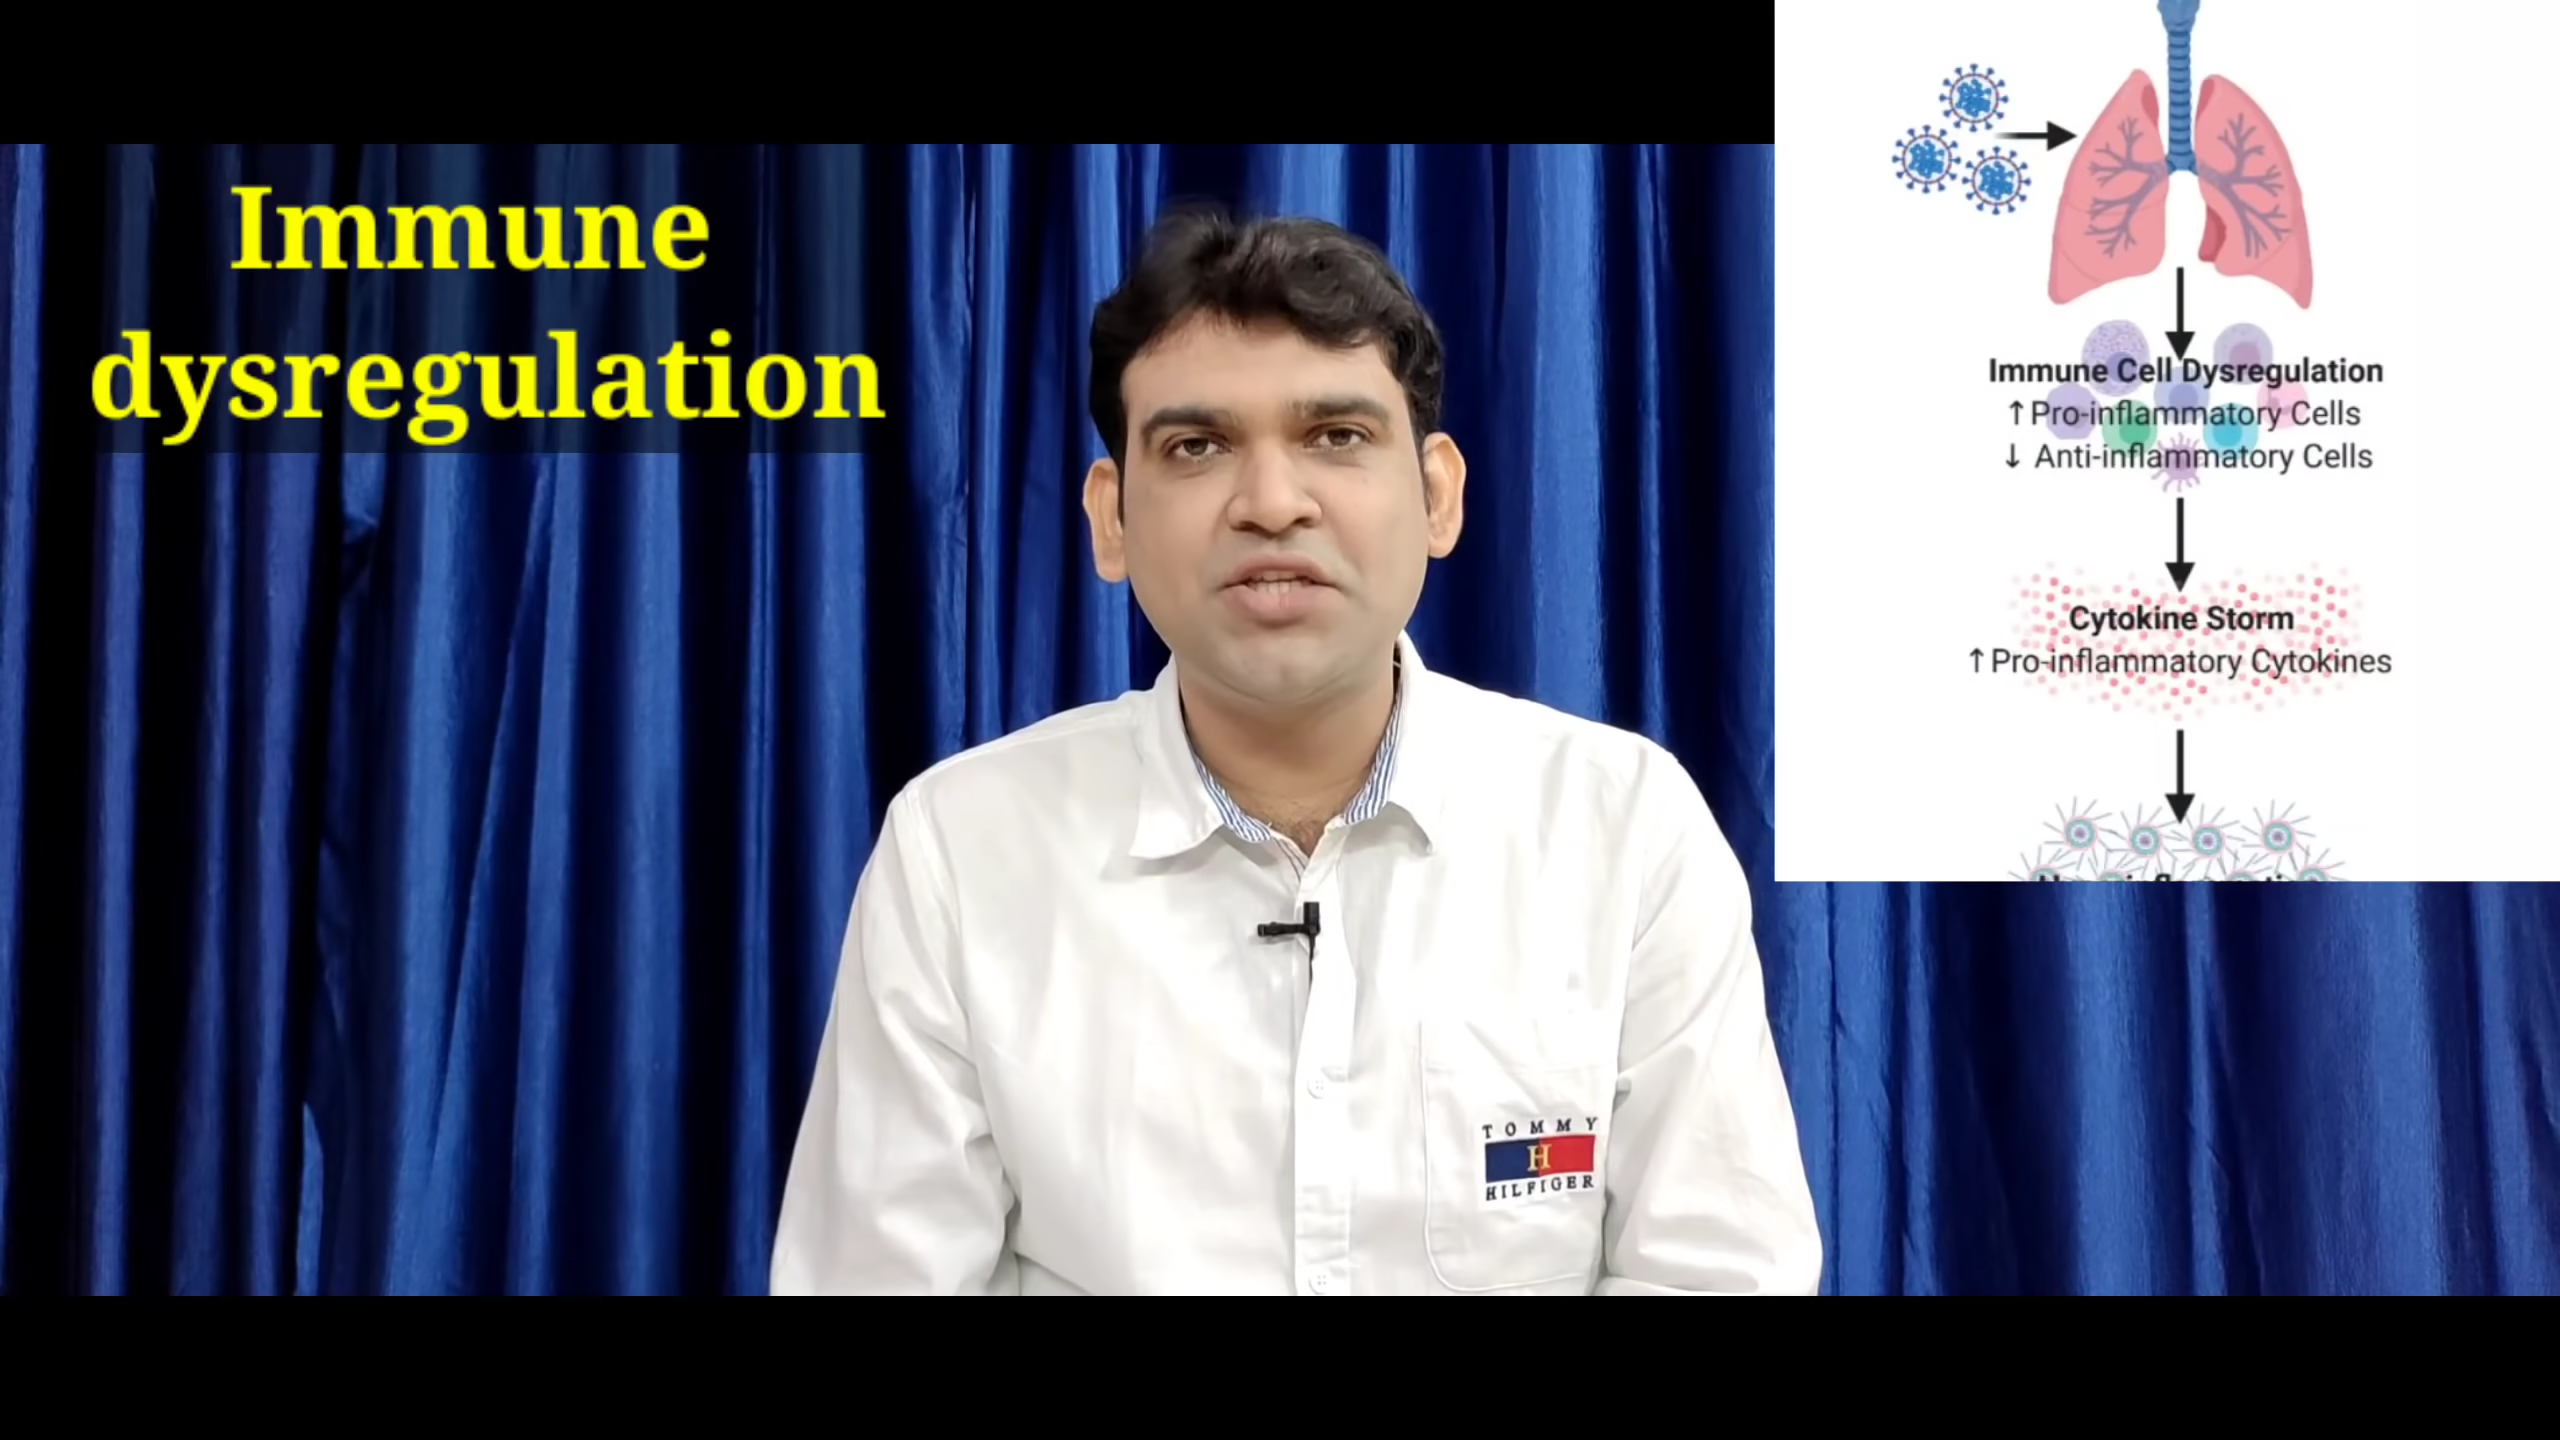 Immune
dysregulation
Immune Cell Dysregulation
↑ Pro-inflammatory Cells
↓ Anti-inflammatory Cells
Cytokine Storm
↑ Pro-inflammatory Cytokines
TOMMY
H
HILFIGER